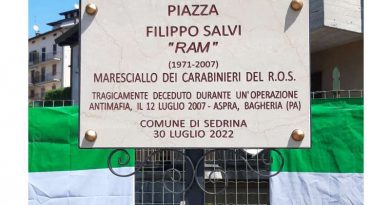 PIAZZA
FILIPPO SALVI
"RAM"
(1971-2007)
MARESCIALLO DEI CARABINIERI DEL R.O.S.
TRAGICAMENTE DECEDUTO DURANTE UN'OPERAZIONE
ANTIMAFIA, IL 12 LUGLIO 2007 - ASPRA, BAGHERIA (PA)
COMUNE DI SEDRINA
30 LUGLIO 2022